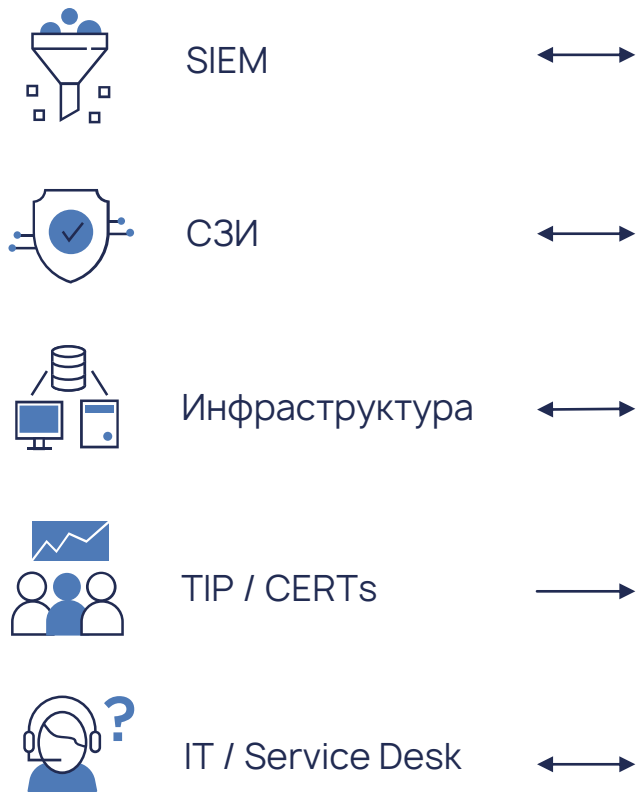 SIEM
СЗИ
Инфраструктура
TIP / CERTs
?
IT / Service Desk